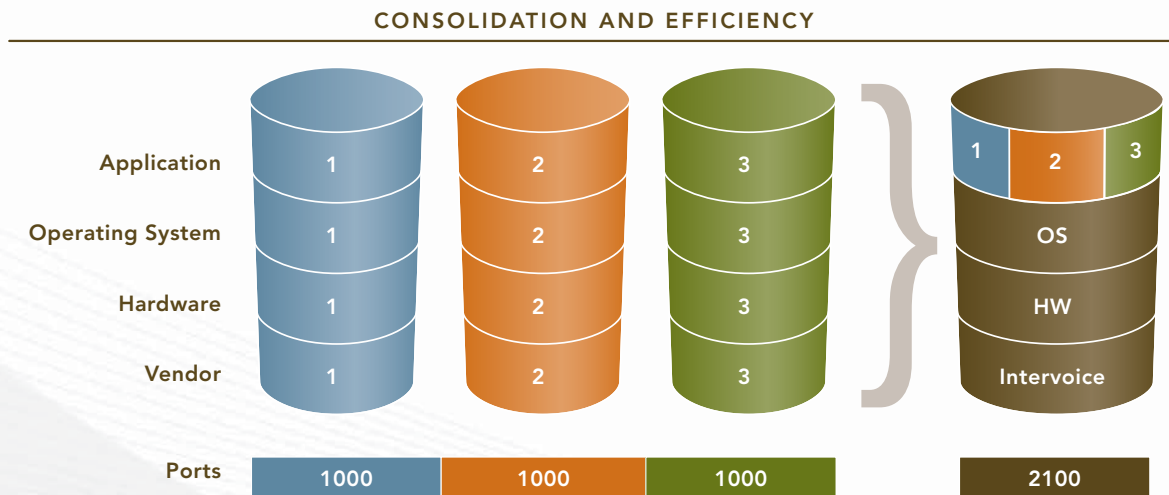 CONSOLIDATION AND EFFICIENCY
Application 1 2 3 1 2 3
Operating System 1 2 3 OS
Hardware 1 2 3 HW
Vendor 1 2 3 Intervoice
Ports 1000 1000 1000 2100